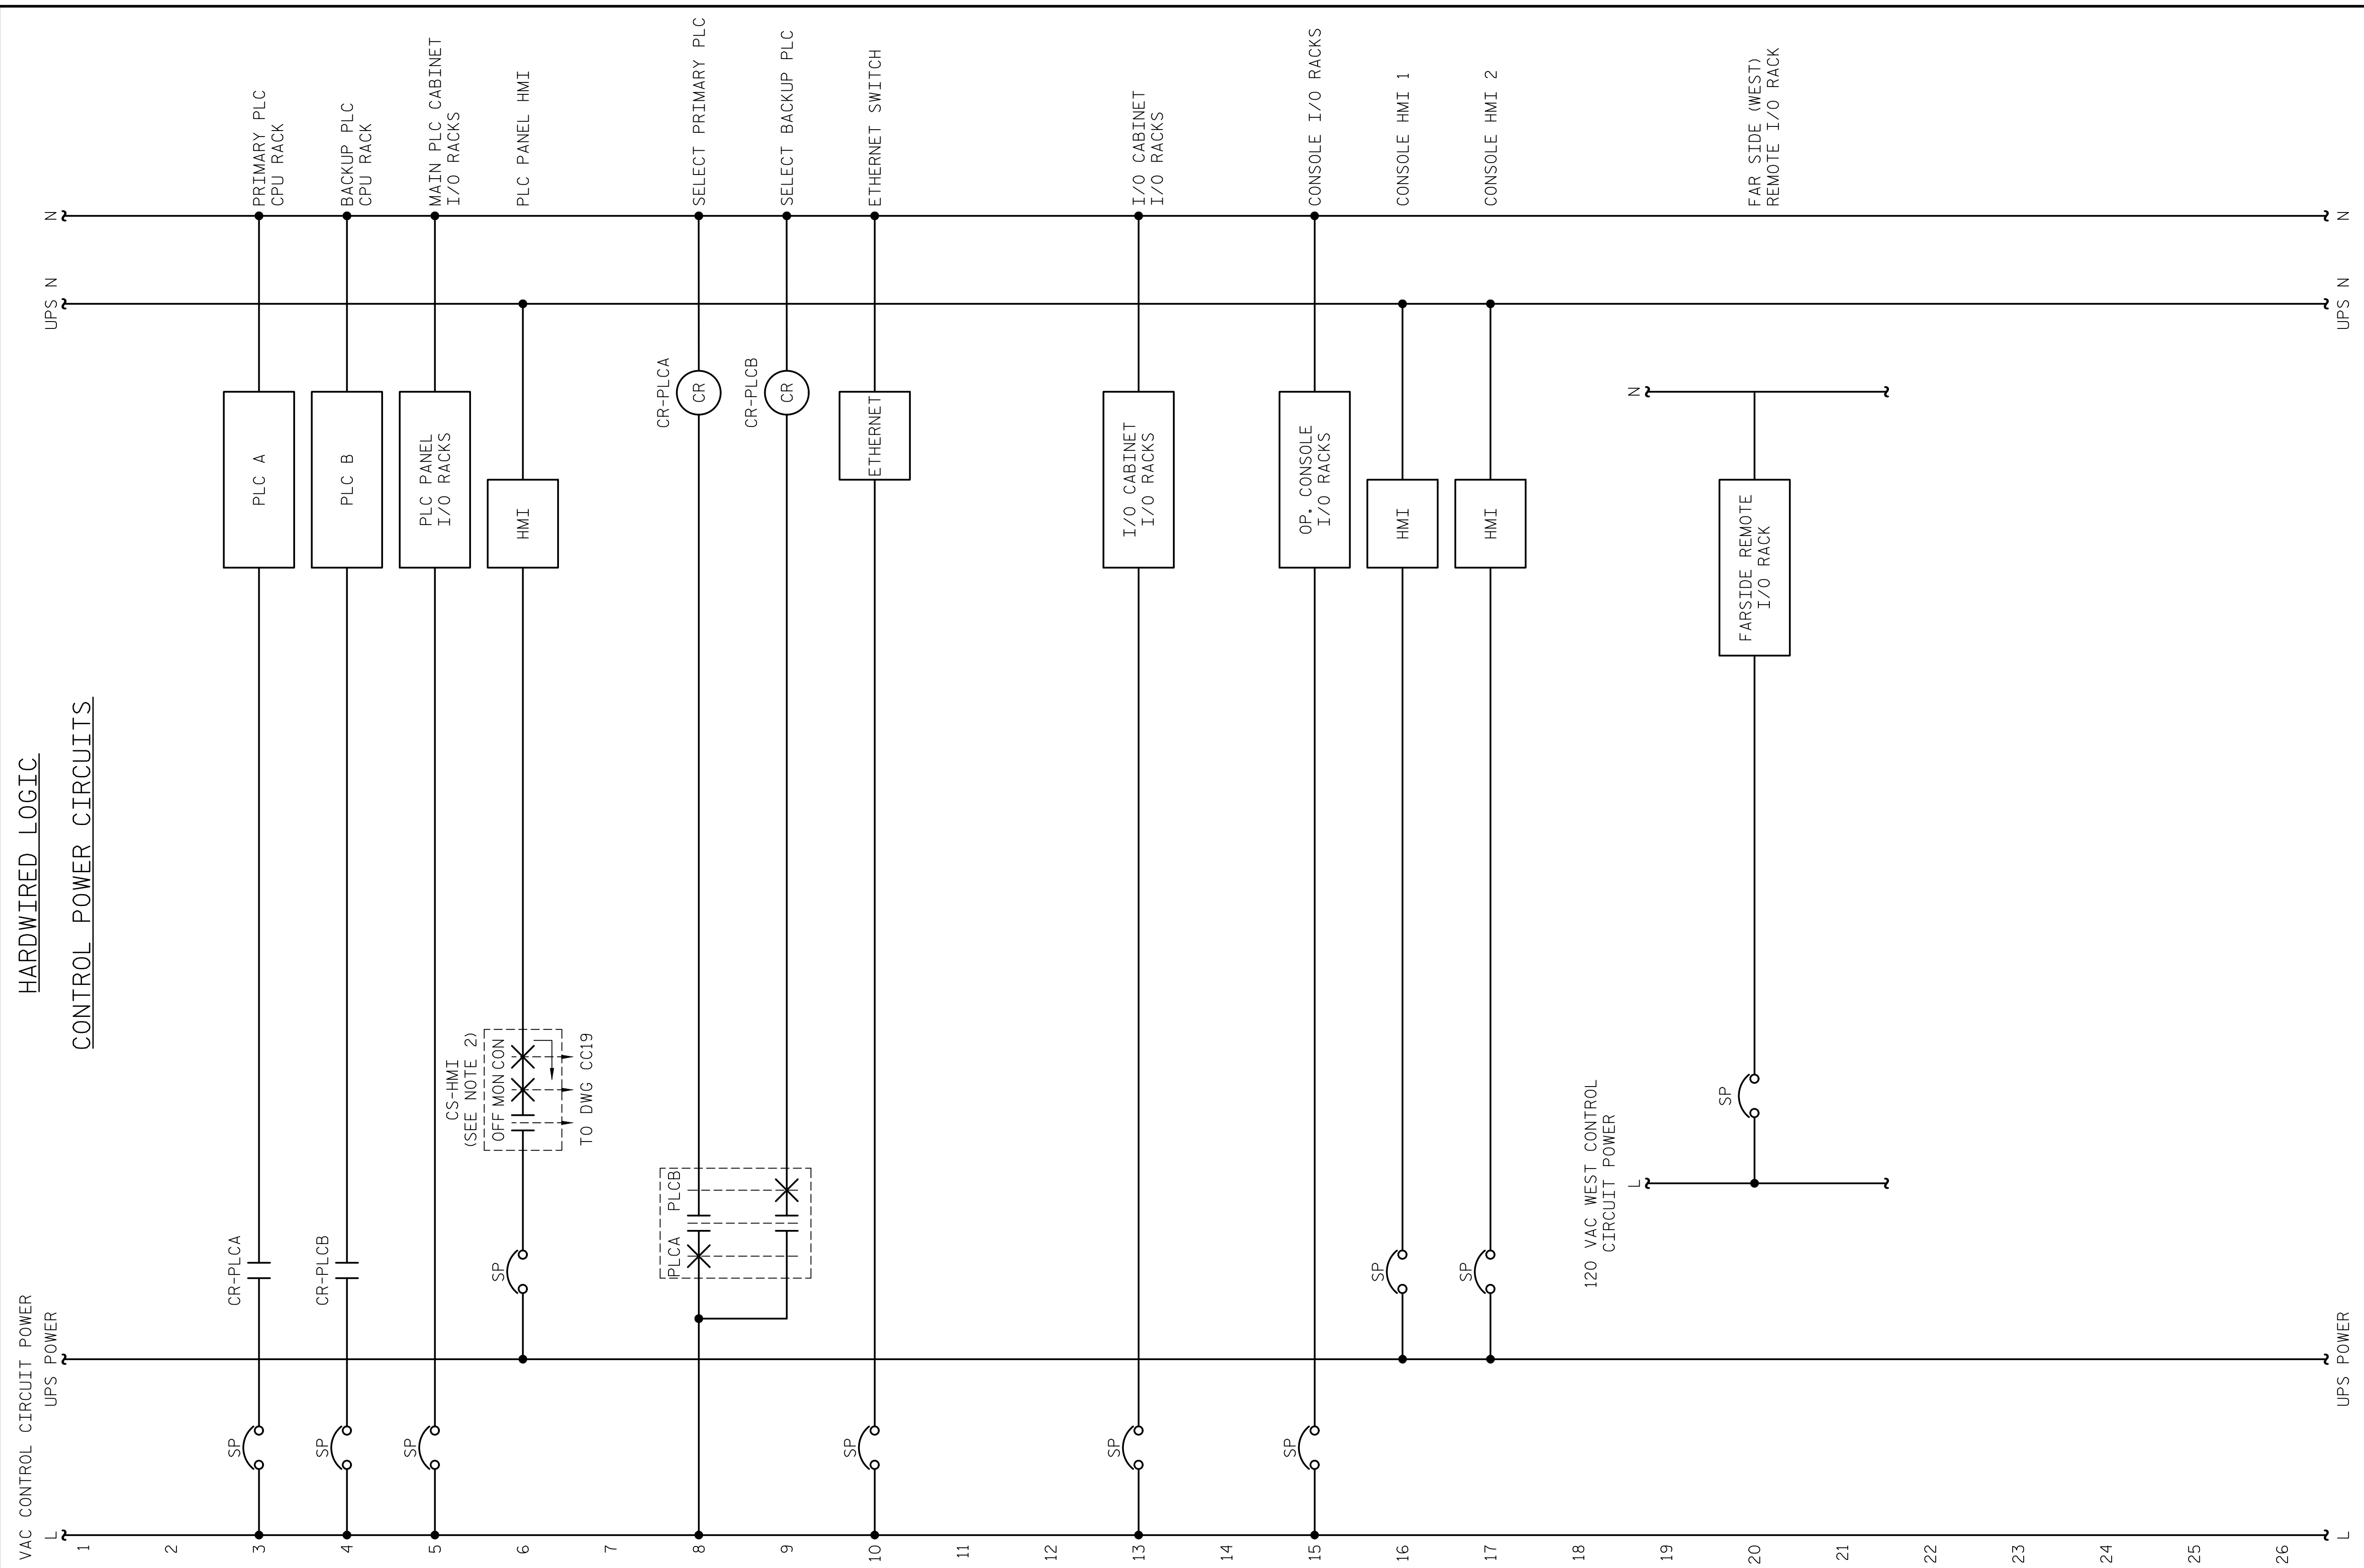 HARDWIRED LOGIC
CONTROL POWER CIRCUITS
VAC CONTROL CIRCUIT POWER
L
UPS POWER
UPS N
N
1
2
3
SP
CR-PLCA
PLC A
PRIMARY PLC
CPU RACK
4
SP
CR-PLCB
PLC B
BACKUP PLC
CPU RACK
5
SP
PLC PANEL
I/O RACKS
MAIN PLC CABINET
I/O RACKS
6
SP
CS-HMI
(SEE NOTE 2)
OFF MON CON
TO DWG CC19
HMI
PLC PANEL HMI
7
8
PLCA PLCB
CR-PLCA
CR
SELECT PRIMARY PLC
9
CR-PLCB
CR
SELECT BACKUP PLC
10
SP
ETHERNET
ETHERNET SWITCH
11
12
13
SP
I/O CABINET
I/O RACKS
I/O CABINET
I/O RACKS
14
15
SP
OP. CONSOLE
I/O RACKS
CONSOLE I/O RACKS
16
SP
HMI
CONSOLE HMI 1
17
SP
HMI
CONSOLE HMI 2
18
120 VAC WEST CONTROL
CIRCUIT POWER
L
N
19
20
SP
FARSIDE REMOTE
I/O RACK
FAR SIDE (WEST)
REMOTE I/O RACK
21
22
23
24
25
26
L
UPS POWER
UPS N
N